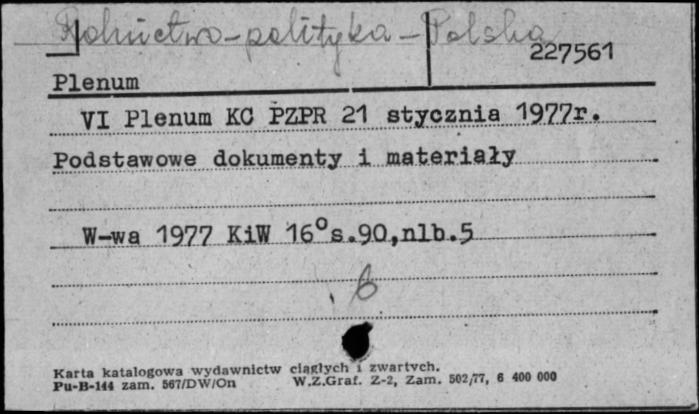 Rolnictwo-polityka-Polska
227561
Plenum
VI Plenum KC PZPR 21 stycznia 1977r.
Podstawowe dokumenty i materiały
W-wa 1977 KiW 16°s.90,nlb.5
6
Karta katalogowa wydawnictw ciągłych i zwartych.
Pu-B-144 zam. 567/DW/On W.Z.Graf. Z-2, Zam. 502/77, 6 400 000